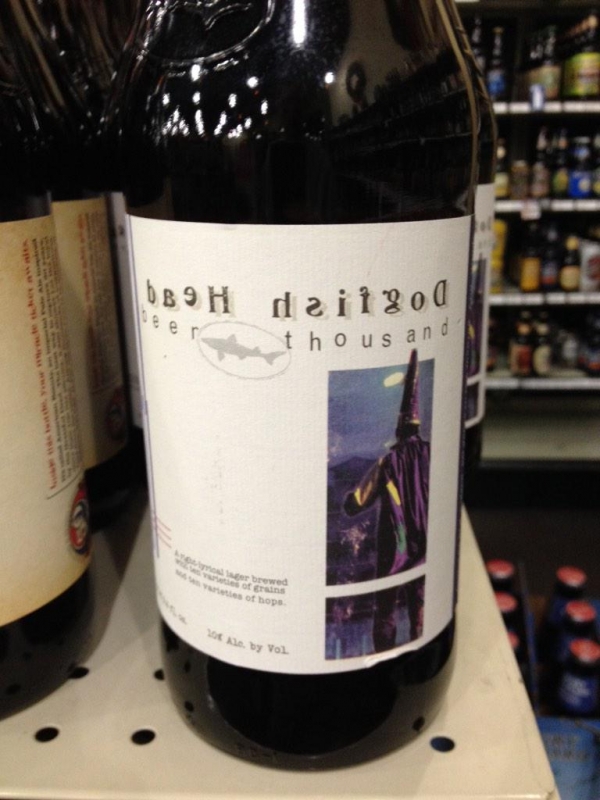 Dogfish Head
beer thousand
A right-lyrical lager brewed
with ten varieties of grains
and ten varieties of hops.
10% Alc. by Vol.